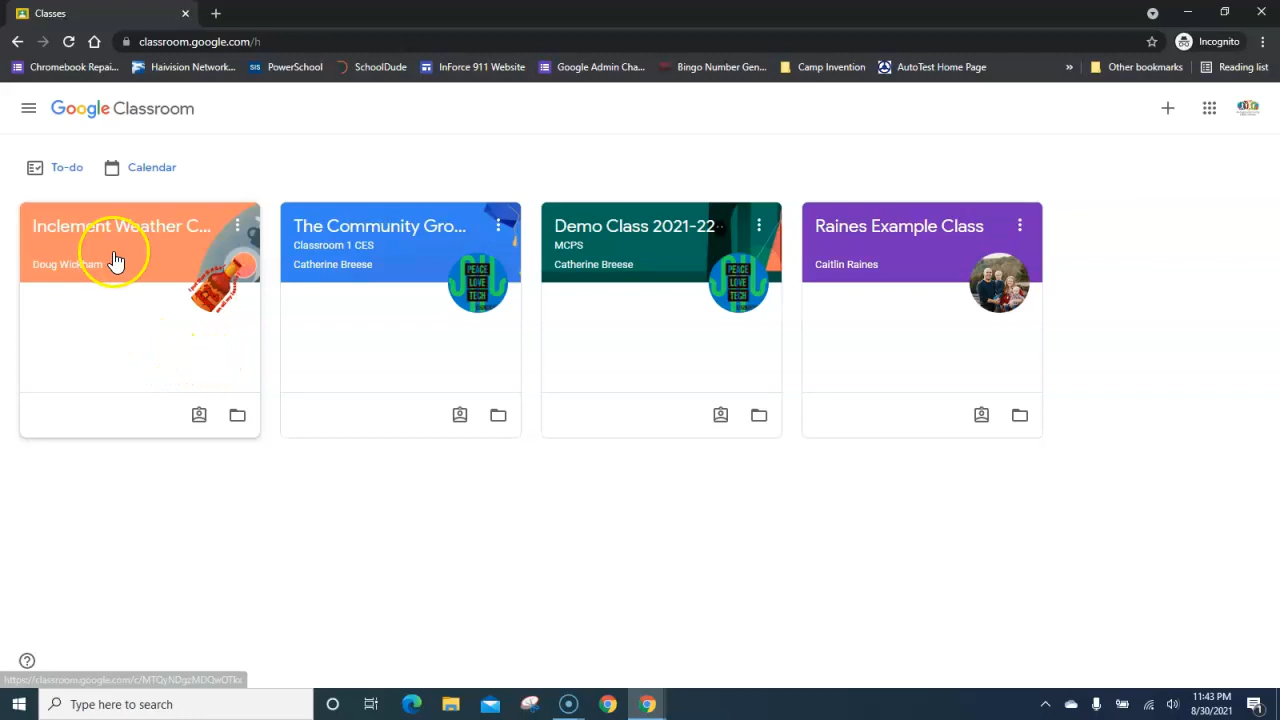 Classes
classroom.google.com/h
Incognito
Chromebook Repai...
Haivision Network...
SIS
PowerSchool
SchoolDude
InForce 911 Website
Google Admin Cha...
Bingo Number Gen...
Camp Invention
AutoTest Home Page
»
Other bookmarks
Reading list
Google Classroom
To-do
Calendar
Inclement Weather C...
Doug Wickham
The Community Gro...
Classroom 1 CES
Catherine Breese
PEACE
LOVE
TECH
Demo Class 2021-22
MCPS
Catherine Breese
PEACE
LOVE
TECH
Raines Example Class
Caitlin Raines
Type here to search
11:43 PM
8/30/2021